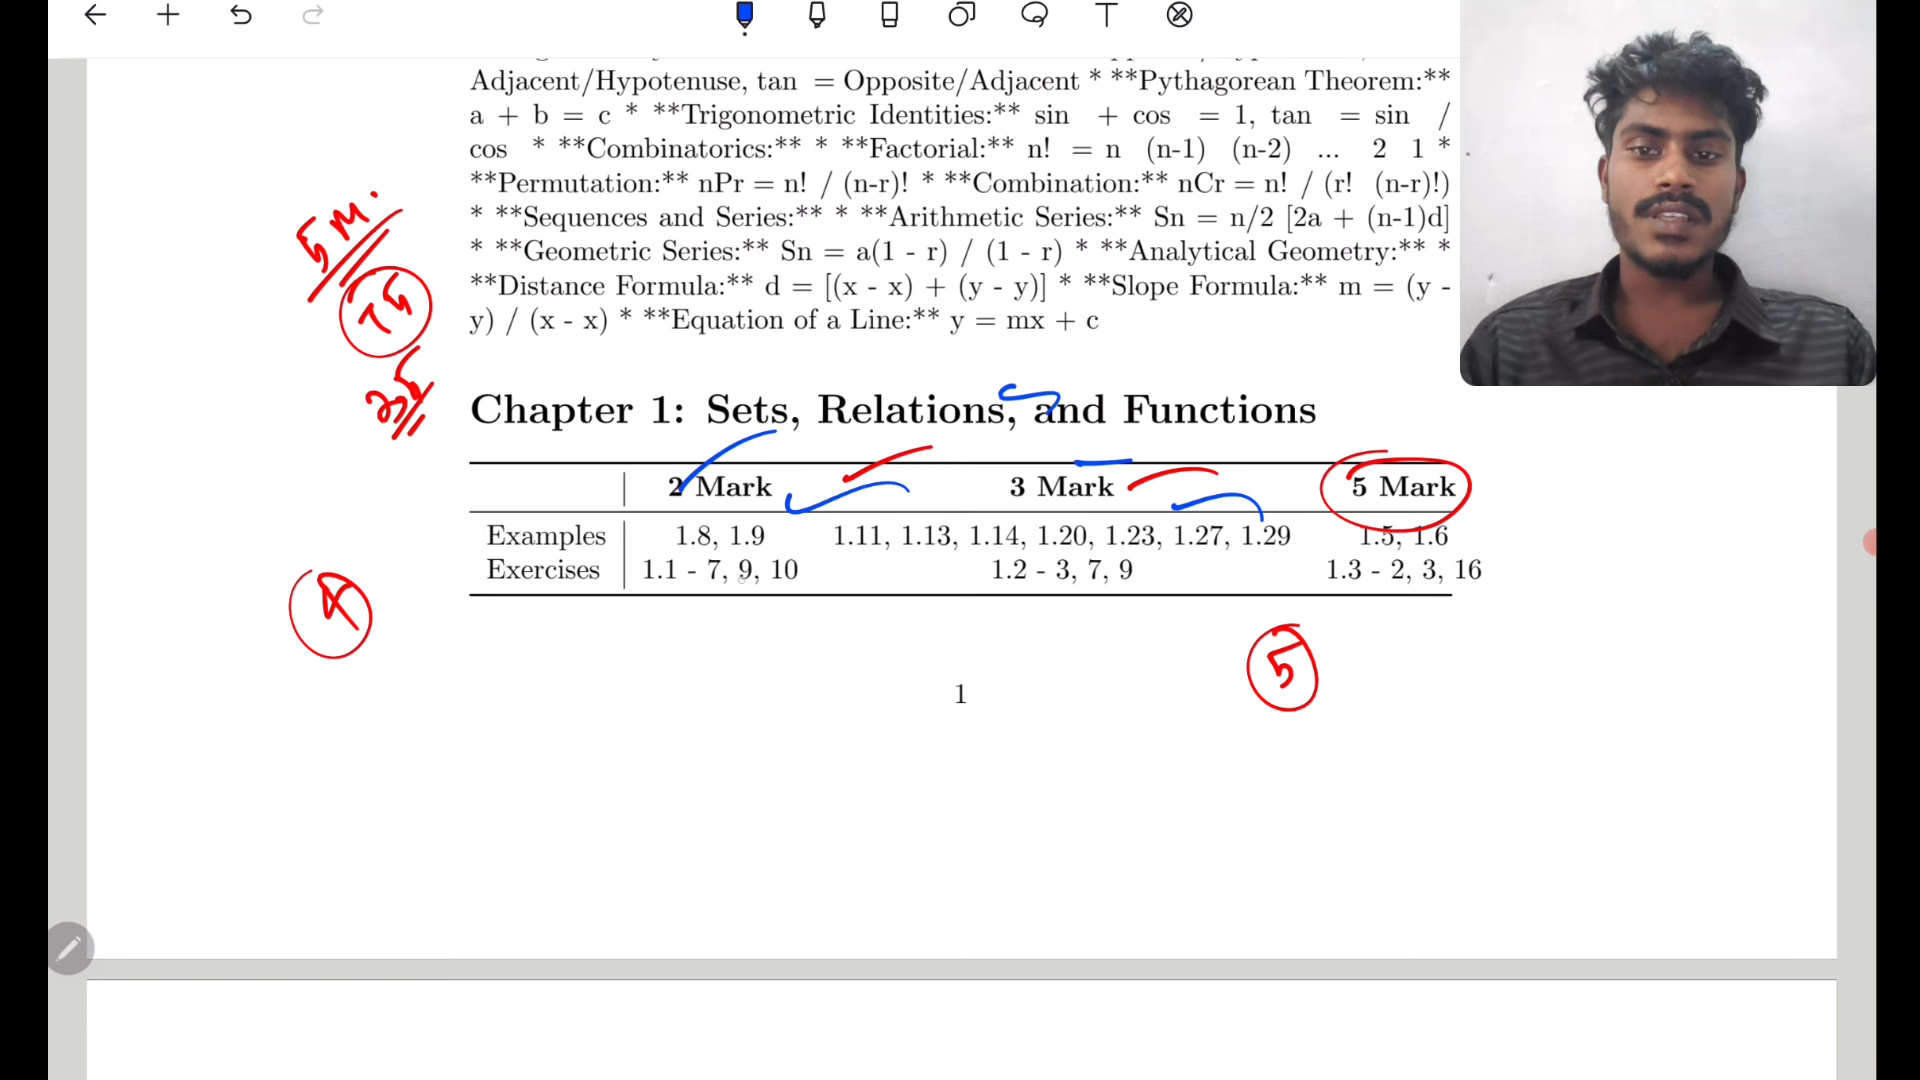 Adjacent/Hypotenuse, tan = Opposite/Adjacent * **Pythagorean Theorem:**
a + b = c * **Trigonometric Identities:** sin + cos = 1, tan = sin /
cos * **Combinatorics:** * **Factorial:** n! = n (n-1) (n-2) ... 2 1 *
**Permutation:** nPr = n! / (n-r)! * **Combination:** nCr = n! / (r! (n-r)!)
* **Sequences and Series:** * **Arithmetic Series:** Sn = n/2 [2a + (n-1)d]
* **Geometric Series:** Sn = a(1 - r) / (1 - r) * **Analytical Geometry:** *
**Distance Formula:** d = [(x - x) + (y - y)] * **Slope Formula:** m = (y -
y) / (x - x) * **Equation of a Line:** y = mx + c
5 M.
Chapter 1: Sets, Relations, and Functions
2 Mark 3 Mark 5 Mark
Examples 1.8, 1.9 1.11, 1.13, 1.14, 1.20, 1.23, 1.27, 1.29 1.5, 1.6
Exercises 1.1 - 7, 9, 10 1.2 - 3, 7, 9 1.3 - 2, 3, 16
5
1